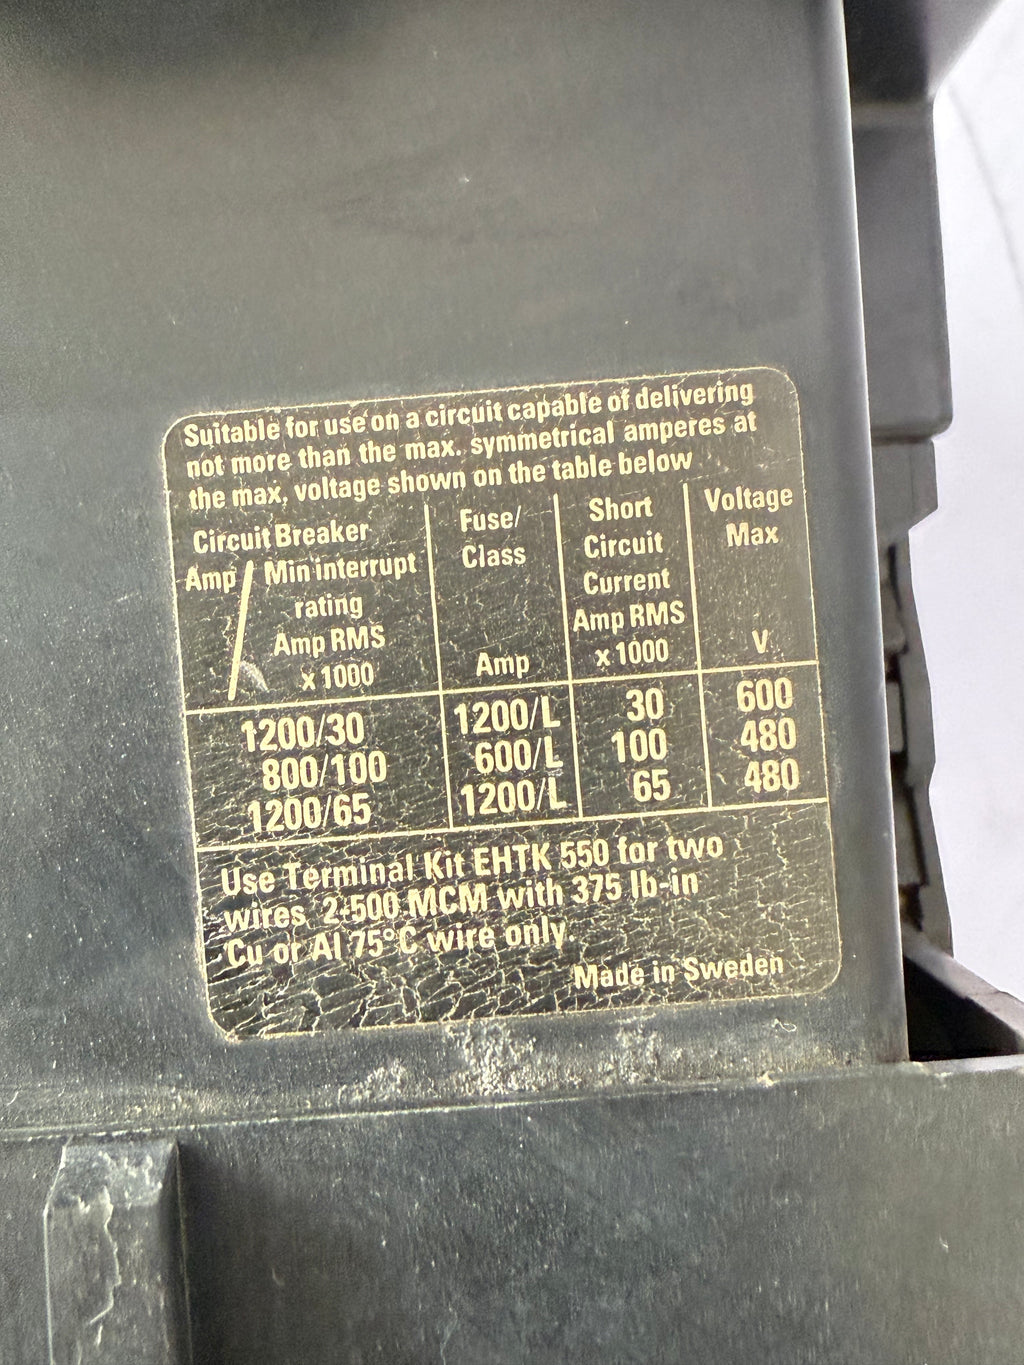 Suitable for use on a circuit capable of delivering
not more than the max. symmetrical amperes at
the max, voltage shown on the table below
Circuit Breaker
Amp / Min interrupt
rating
Amp RMS
x 1000
Fuse/
Class
Amp
Short
Circuit
Current
Amp RMS
x 1000
Voltage
Max
V
1200/30 1200/L 30 600
800/100 600/L 100 480
1200/65 1200/L 65 480
Use Terminal Kit EHTK 550 for two
wires, 2-500 MCM with 375 lb-in
Cu or Al 75°C wire only.
Made in Sweden